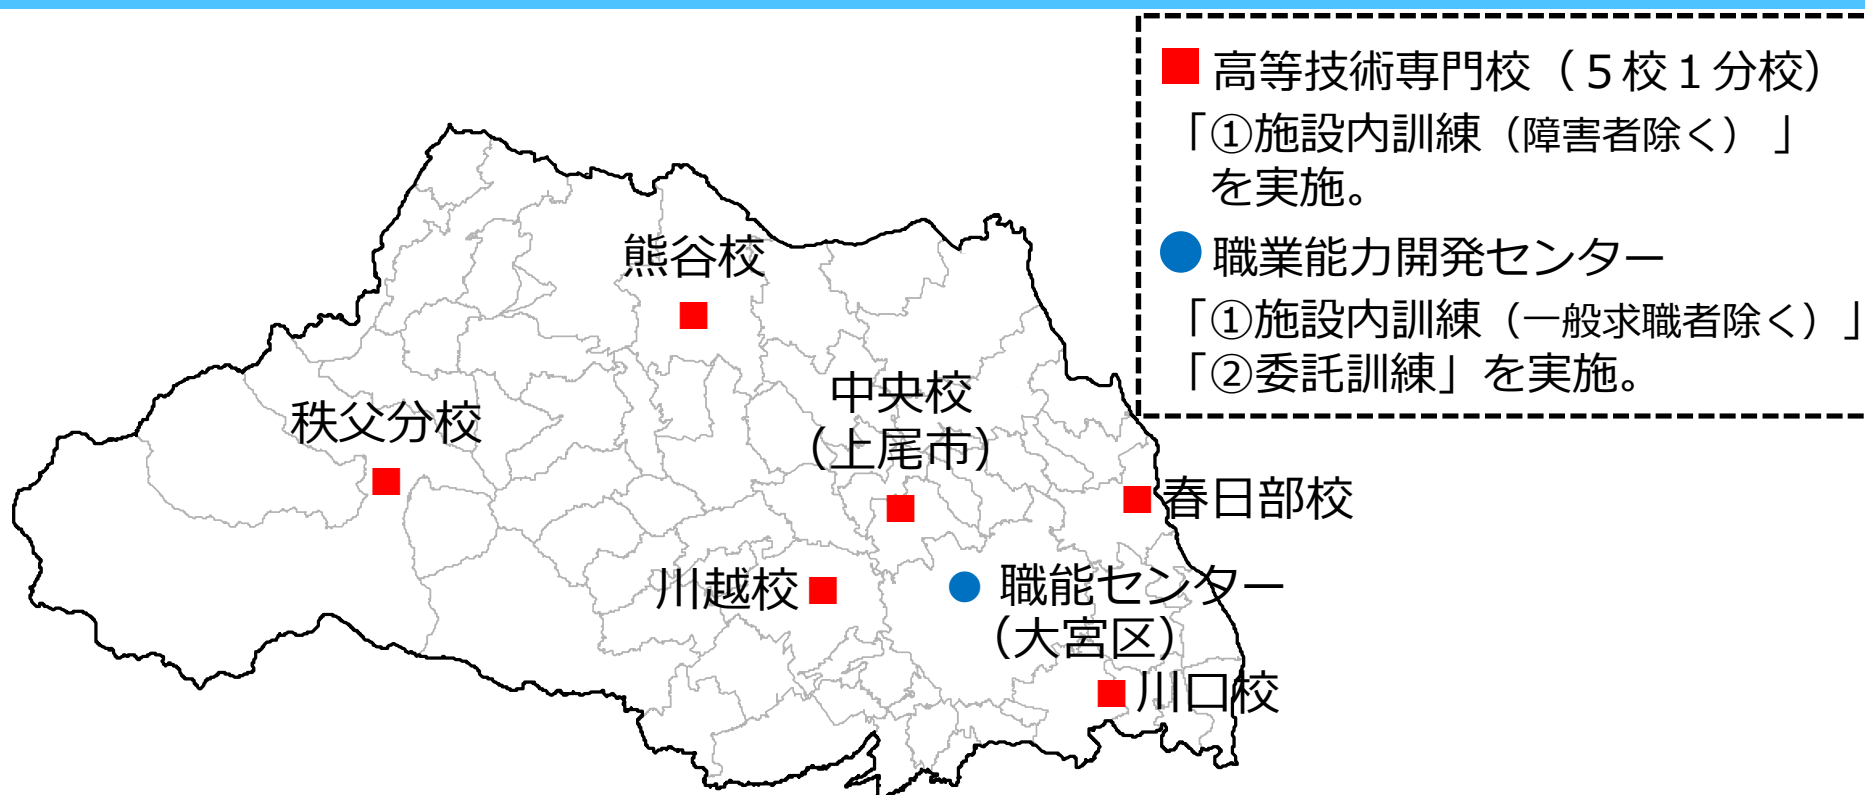 ■高等技術専門校（５校１分校）
「①施設内訓練（障害者除く）」
を実施。
●職業能力開発センター
「①施設内訓練（一般求職者除く）」
「②委託訓練」を実施。
熊谷校
中央校
（上尾市）
秩父分校
春日部校
川越校
職能センター
（大宮区）
川口校